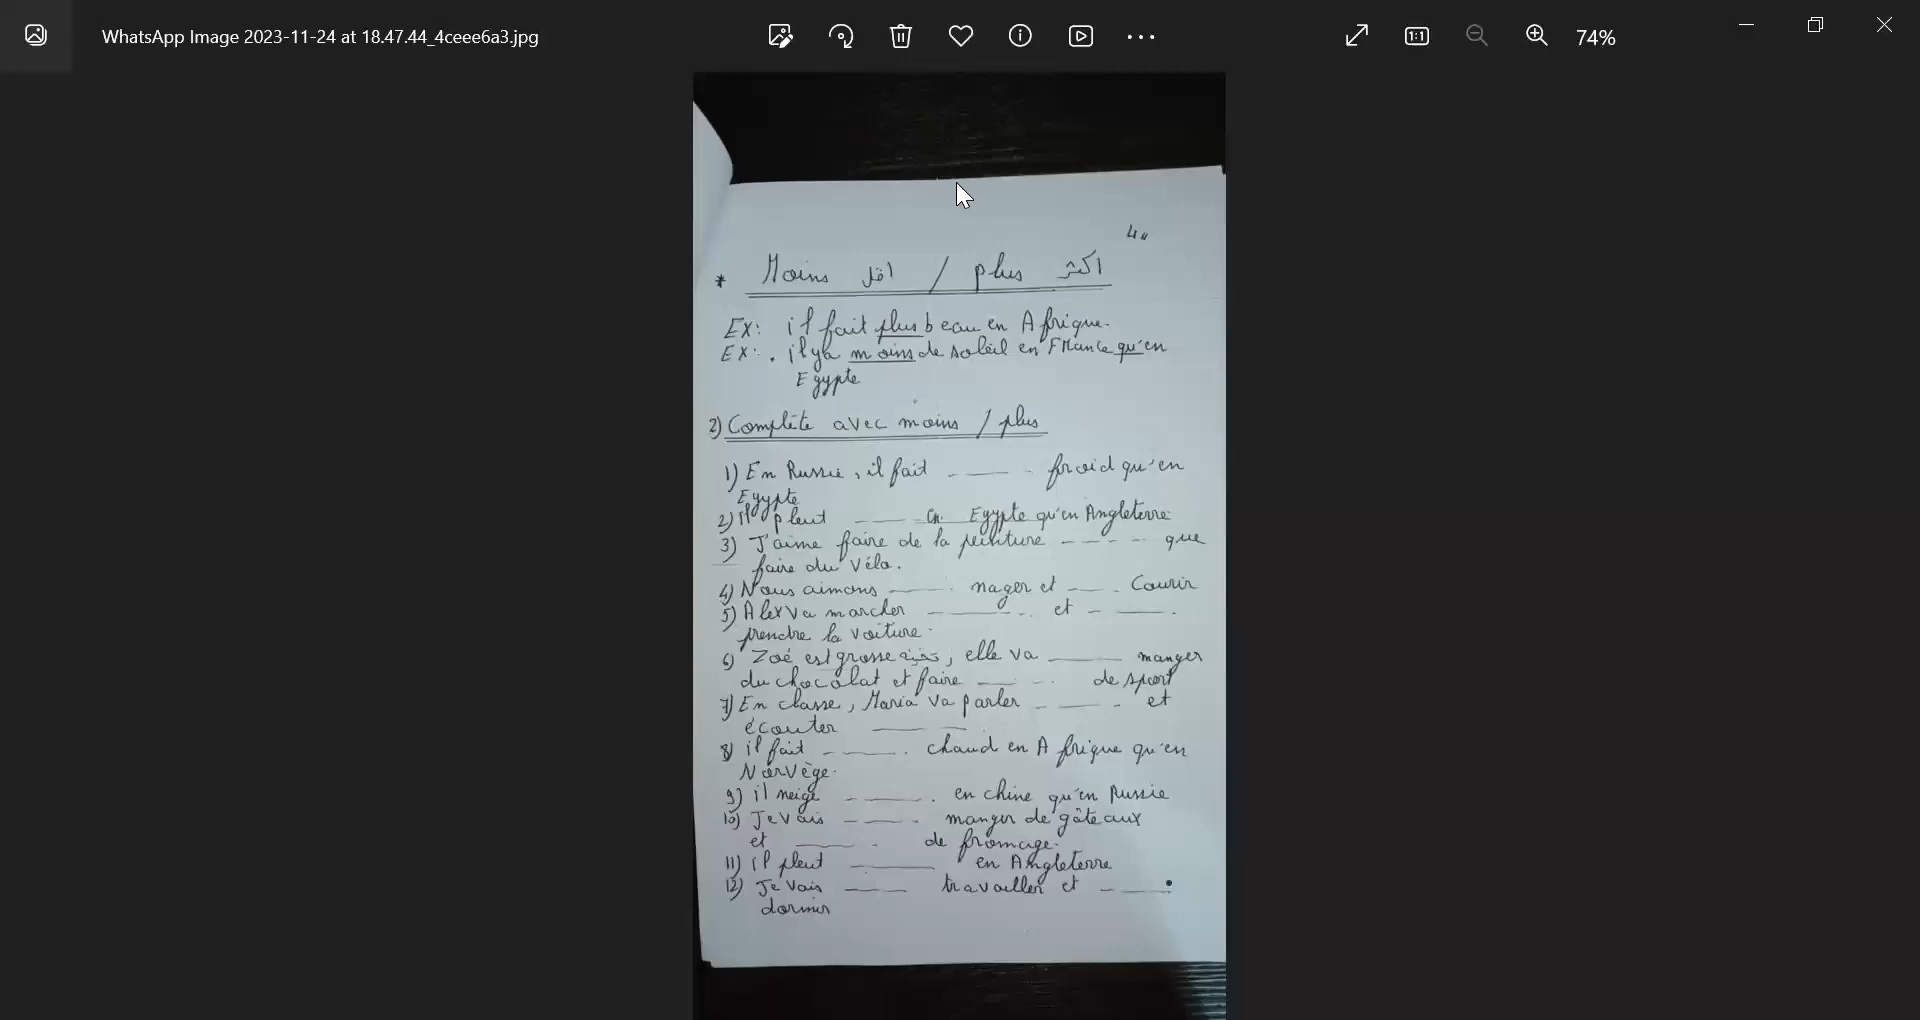 WhatsApp Image 2023-11-24 at 18.47.44_4ceee6a3.jpg
74%
4"
* Moins اقل / plus اكثر
EX: il fait plus beau en Afrique.
EX: . il ya moins de soleil en France qu'en
Egypte
2) Complète avec moins / plus
1) En Russie, il fait ------ froid qu'en
Egypte
2) il pleut ------ en Egypte qu'en Angleterre
3) J'aime faire de la peinture ------ que
faire du vélo.
4) Nous aimons ------ nager et ------ Courir
5) Alex va marcher ------ et ------
prendre la voiture.
6) Zoé est grosse تخينة, elle va ------ manger
du chocolat et faire ------ de sport
7) En classe, Maria va parler ------ et
écouter ------
8) il fait ------ chaud en Afrique qu'en
Norvège.
9) il neige ------ en chine qu'en Russie
10) Je vais ------ manger de gâteaux
et ------ de fromage.
11) il pleut ------ en Angleterre
12) Je vais ------ travailler et ------
dormir